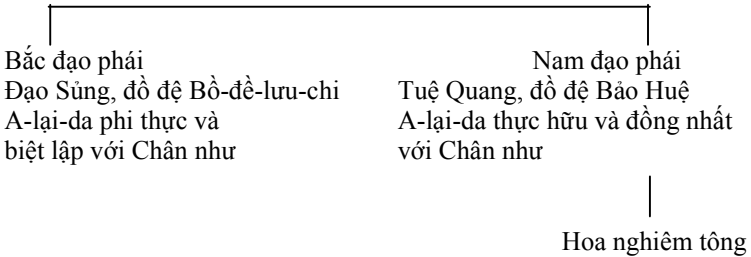 Bắc đạo phái
Đạo Sủng, đồ đệ Bồ-đề-lưu-chi
A-lại-da phi thực và
biệt lập với Chân như
Nam đạo phái
Tuệ Quang, đồ đệ Bảo Huệ
A-lại-da thực hữu và đồng nhất
với Chân như
Hoa nghiêm tông